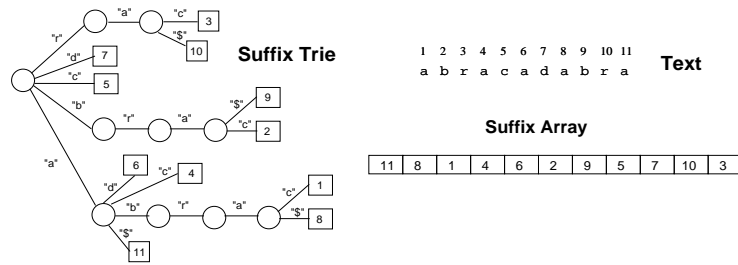 "a" "c" 3
"r" "$" 10
"d" 7 Suffix Trie
"c" 5
"b" "$" 9
"r" "a" "c" 2
"a" "d" 6 "c" 4
"b" "r" "a" "c" 1
"$" 8
"$" 11
1 2 3 4 5 6 7 8 9 10 11
a b r a c a d a b r a Text
Suffix Array
11 8 1 4 6 2 9 5 7 10 3